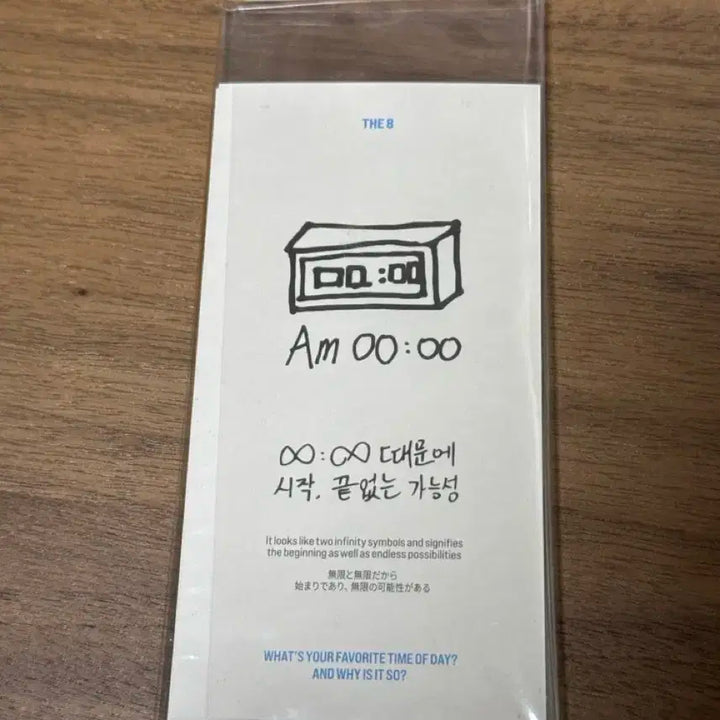 THE 8
00:00
Am 00:00
∞:∞ 때문에
시작, 끝없는 가능성
It looks like two infinity symbols and signifies
the beginning as well as endless possibilities
無限と無限だから
始まりであり、無限の可能性がある
WHAT'S YOUR FAVORITE TIME OF DAY?
AND WHY IS IT SO?